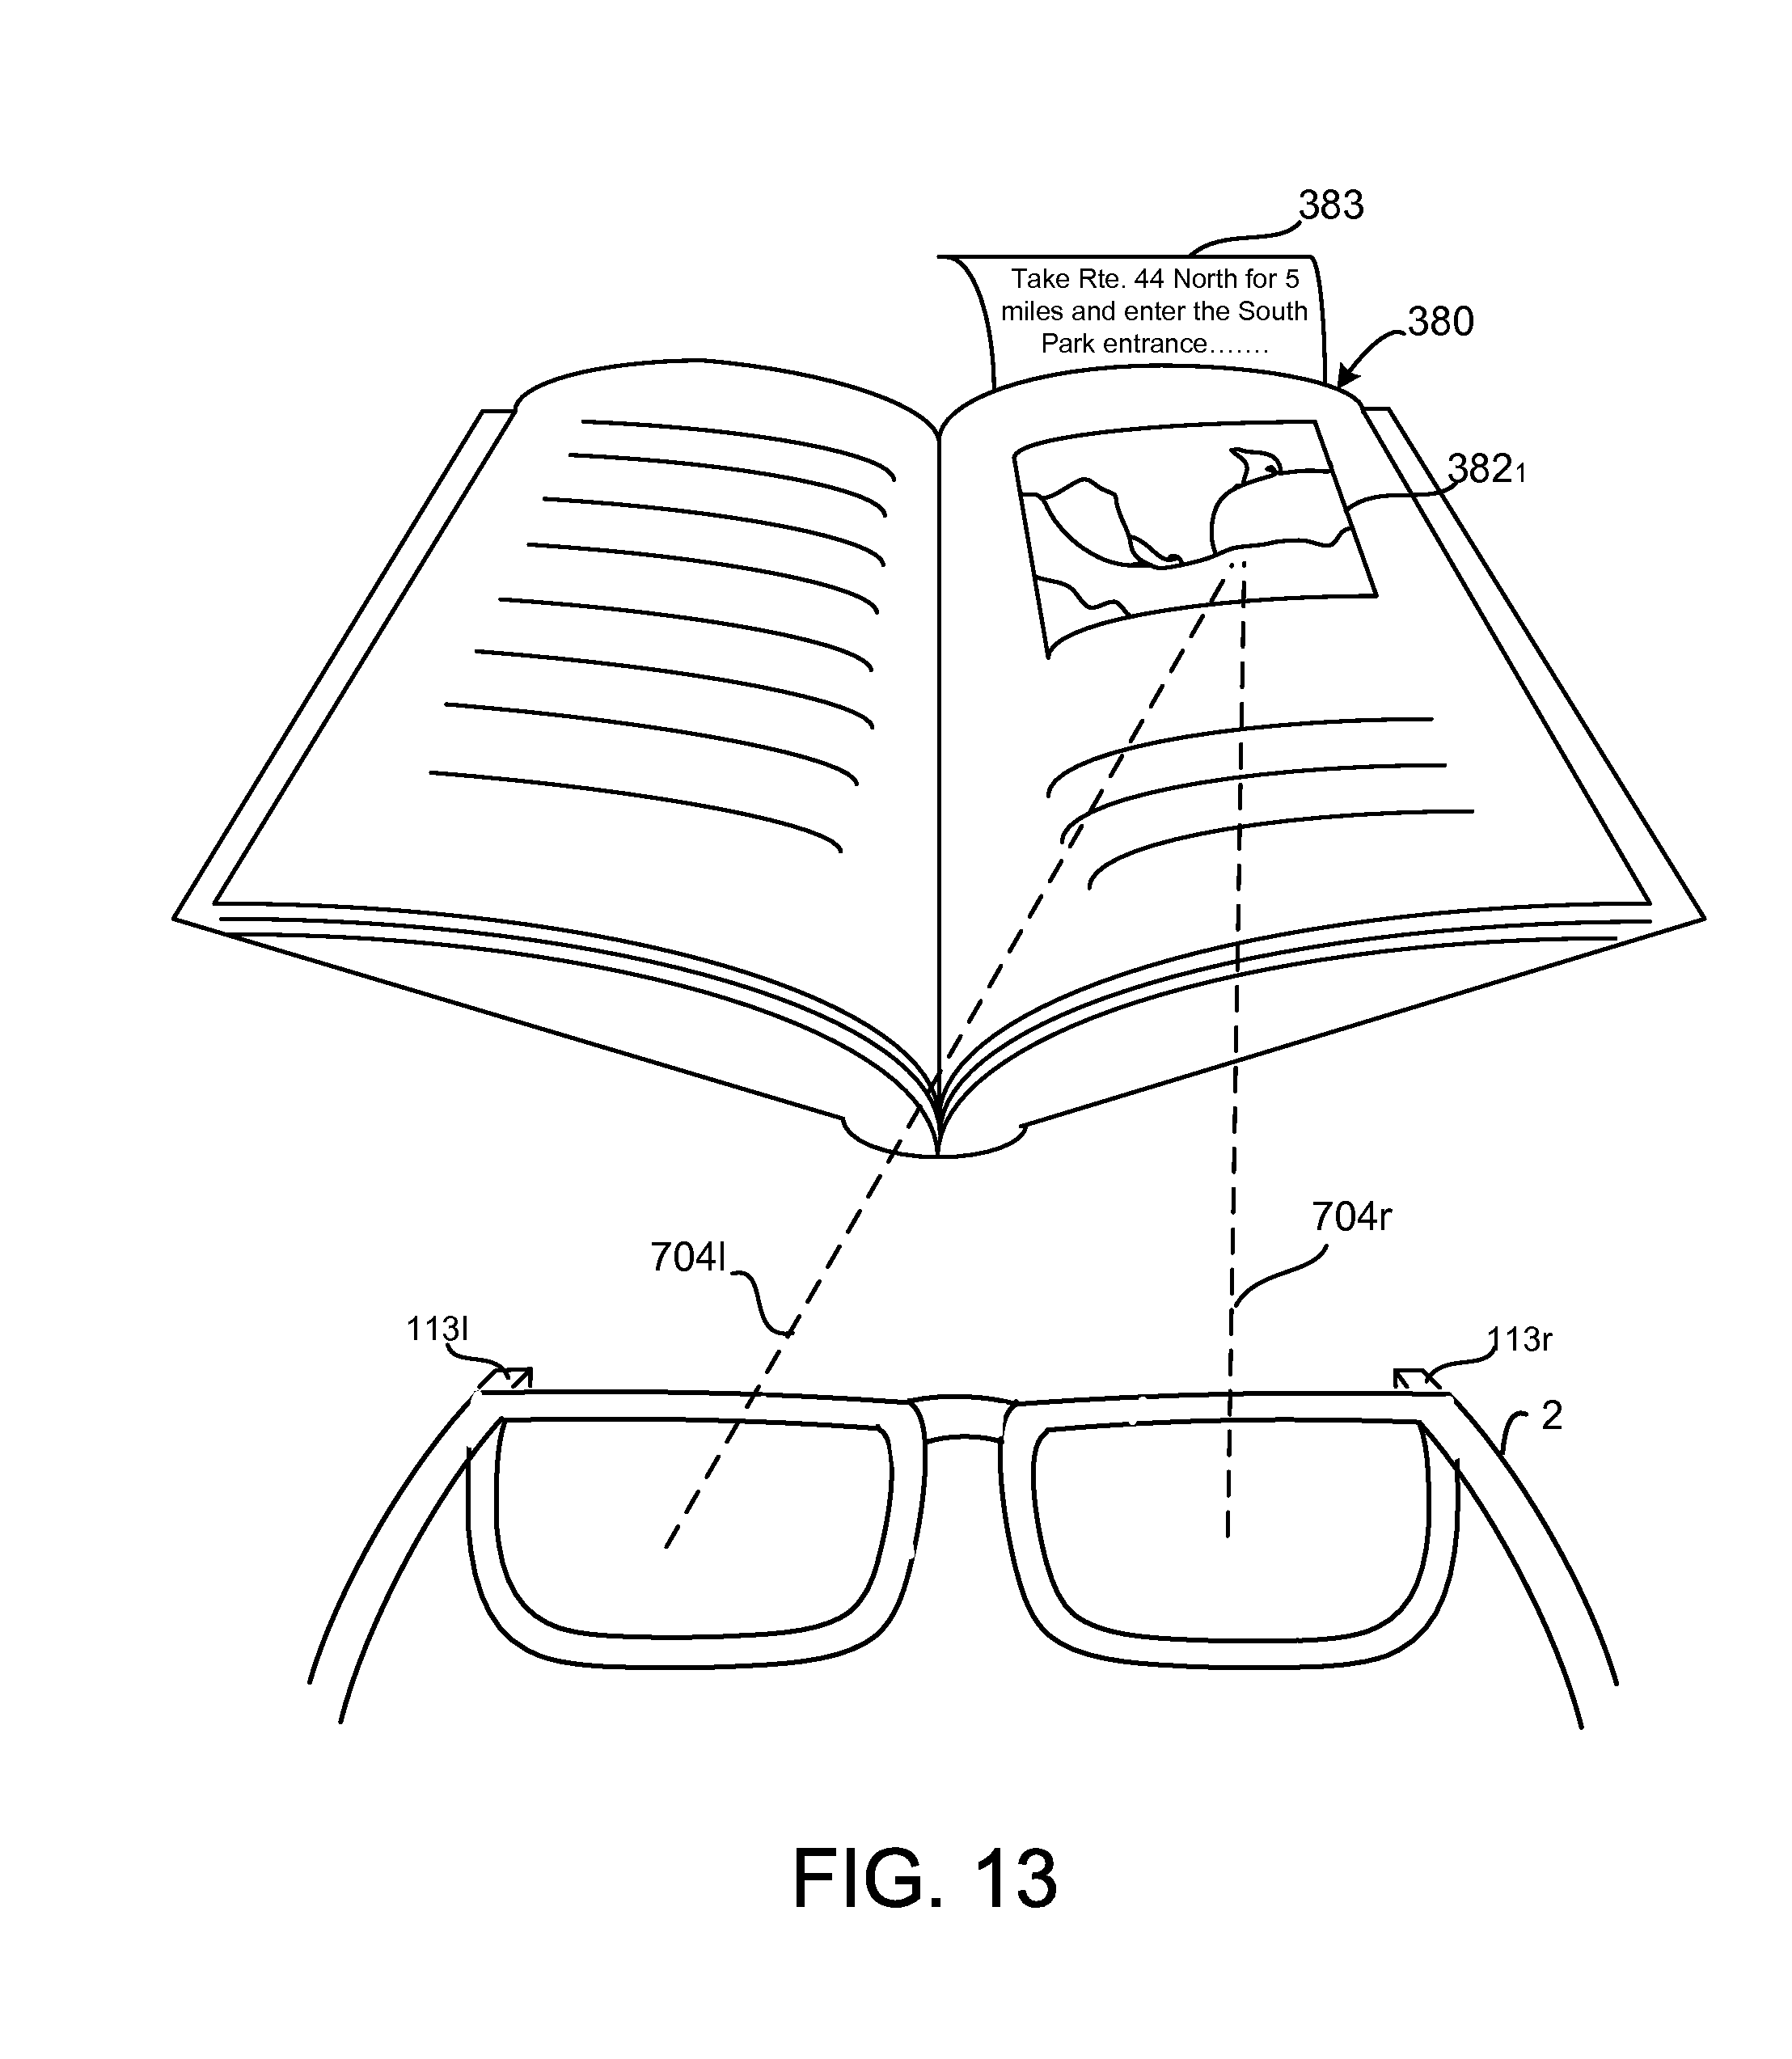 383
Take Rte. 44 North for 5
miles and enter the South
Park entrance.......
380
382₁
704r
704l
113l
113r
2
FIG. 13